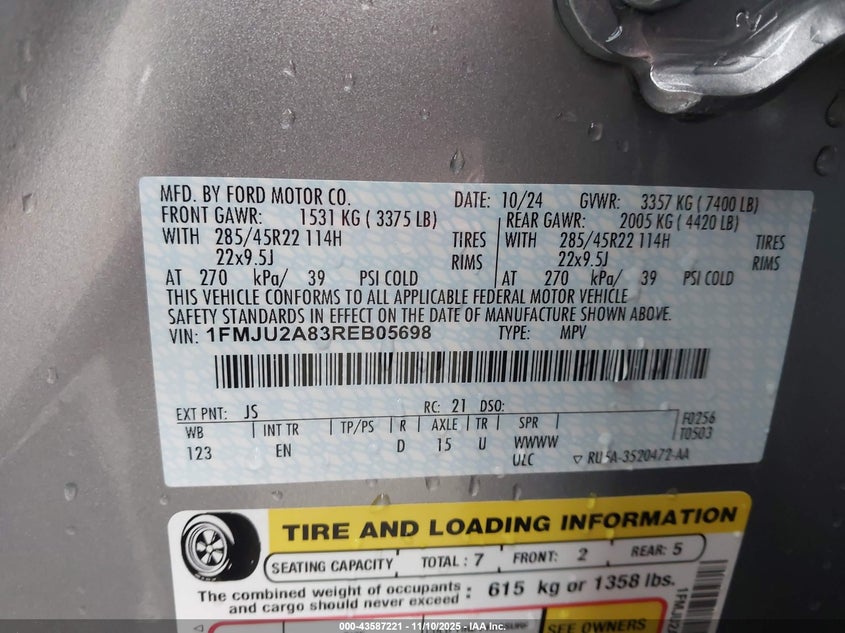 MFD. BY FORD MOTOR CO. DATE: 10/24 GVWR: 3357 KG ( 7400 LB)
FRONT GAWR: 1531 KG ( 3375 LB) REAR GAWR: 2005 KG ( 4420 LB)
WITH 285/45R22 114H TIRES WITH 285/45R22 114H TIRES
22x9.5J RIMS 22x9.5J RIMS
AT 270 kPa/ 39 PSI COLD AT 270 kPa/ 39 PSI COLD
THIS VEHICLE CONFORMS TO ALL APPLICABLE FEDERAL MOTOR VEHICLE
SAFETY STANDARDS IN EFFECT ON THE DATE OF MANUFACTURE SHOWN ABOVE.
VIN: 1FMJU2A83REB05698 TYPE: MPV
EXT PNT: JS RC: 21 DSO: F0256
WB INT TR TP/PS R AXLE TR SPR T0503
123 EN D 15 U WWWW
ULC -3520472-AA
TIRE AND LOADING INFORMATION
SEATING CAPACITY TOTAL : 7 FRONT: 2 REAR: 5
The combined weight of occupants
and cargo should never exceed : 615 kg or 1358 lbs.
SEE OWNERS
000-43587221 - 11/10/2025 - IAA Inc.